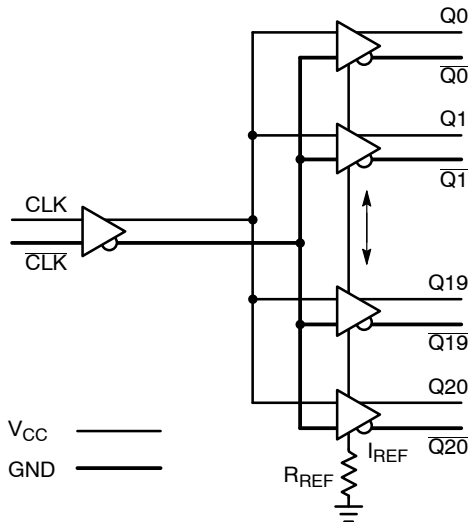 Q0
Q0
Q1
Q1
CLK
CLK
Q19
Q19
Q20
VCC
IREF
Q20
GND
RREF